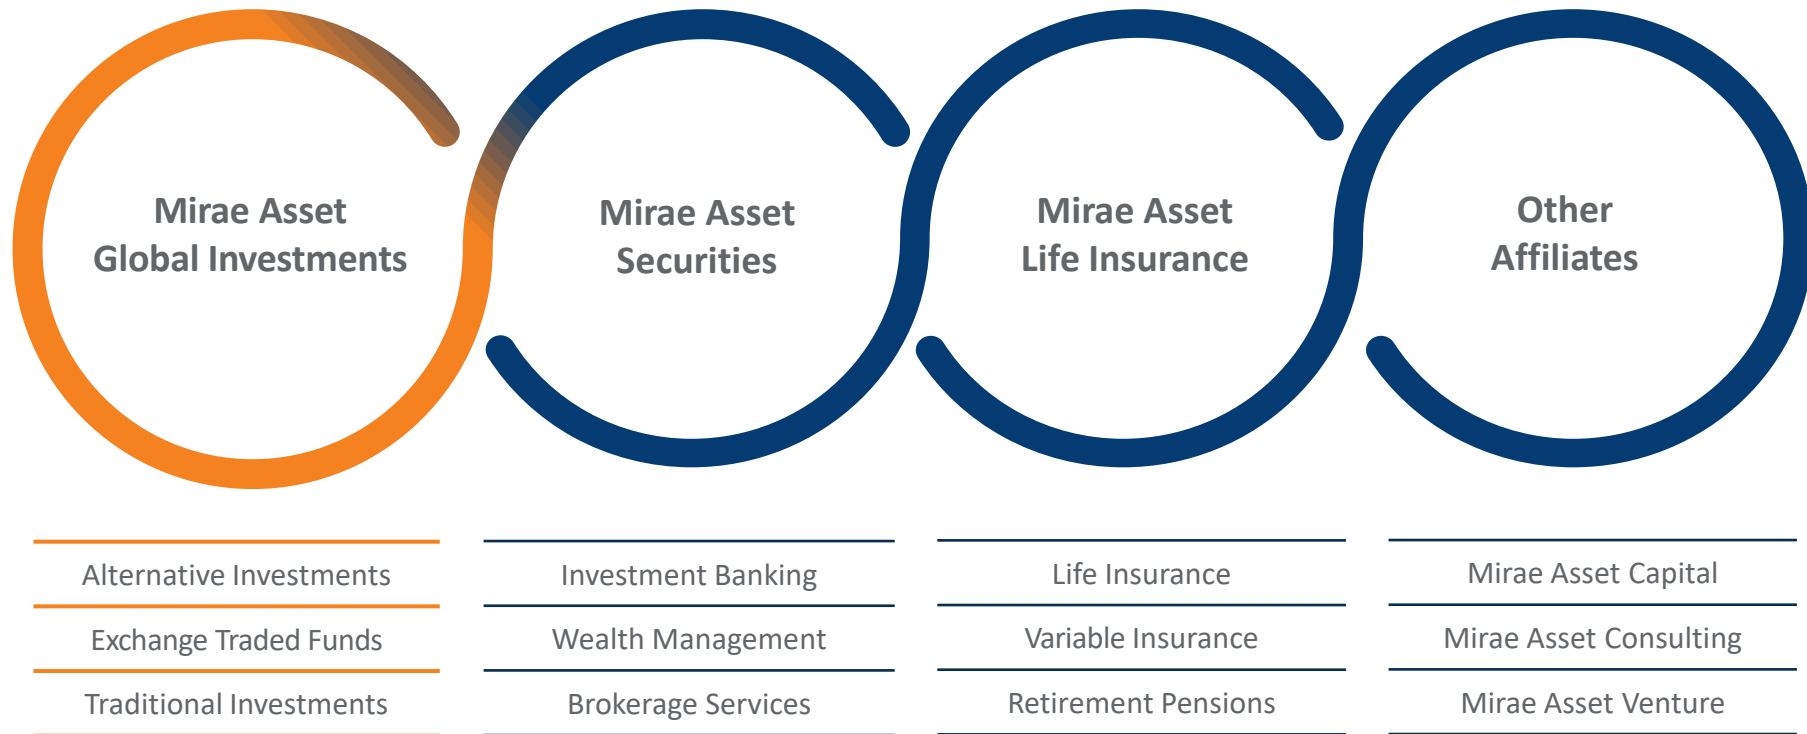 Mirae Asset
Global Investments
Mirae Asset
Securities
Mirae Asset
Life Insurance
Other
Affiliates
Alternative Investments
Exchange Traded Funds
Traditional Investments
Investment Banking
Wealth Management
Brokerage Services
Life Insurance
Variable Insurance
Retirement Pensions
Mirae Asset Capital
Mirae Asset Consulting
Mirae Asset Venture